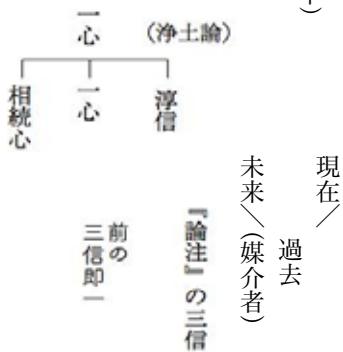 現在／
過去
未来＼(媒介者)
(浄土論)
一心
淳信
一心
相続心
『論注』の三信
前の
三信即一